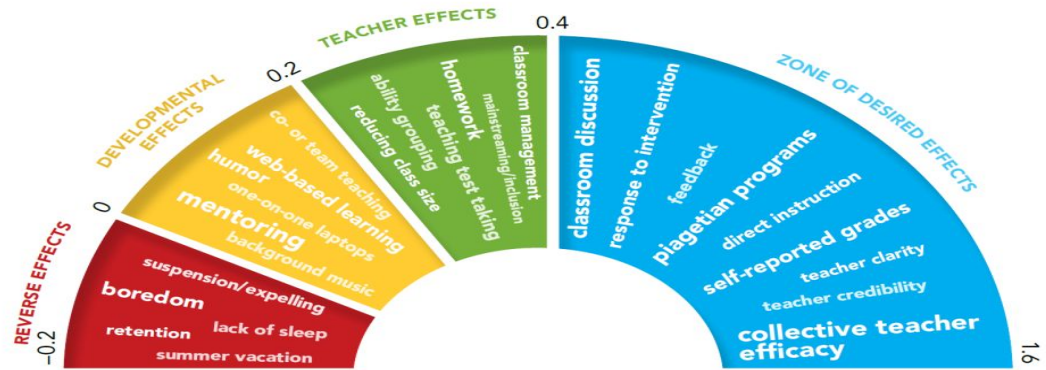 REVERSE EFFECTS
−0.2
0
suspension/expelling
boredom
lack of sleep
retention
summer vacation
DEVELOPMENTAL
EFFECTS
0.2
co- or team teaching
web-based learning
humor
one-on-one laptops
mentoring
background music
TEACHER EFFECTS
0.4
reducing class size
ability grouping
teaching test taking
homework
mainstreaming/inclusion
classroom management
ZONE OF DESIRED EFFECTS
1.6
classroom discussion
response to intervention
feedback
piagetian programs
direct instruction
self-reported grades
teacher clarity
teacher credibility
collective teacher
efficacy